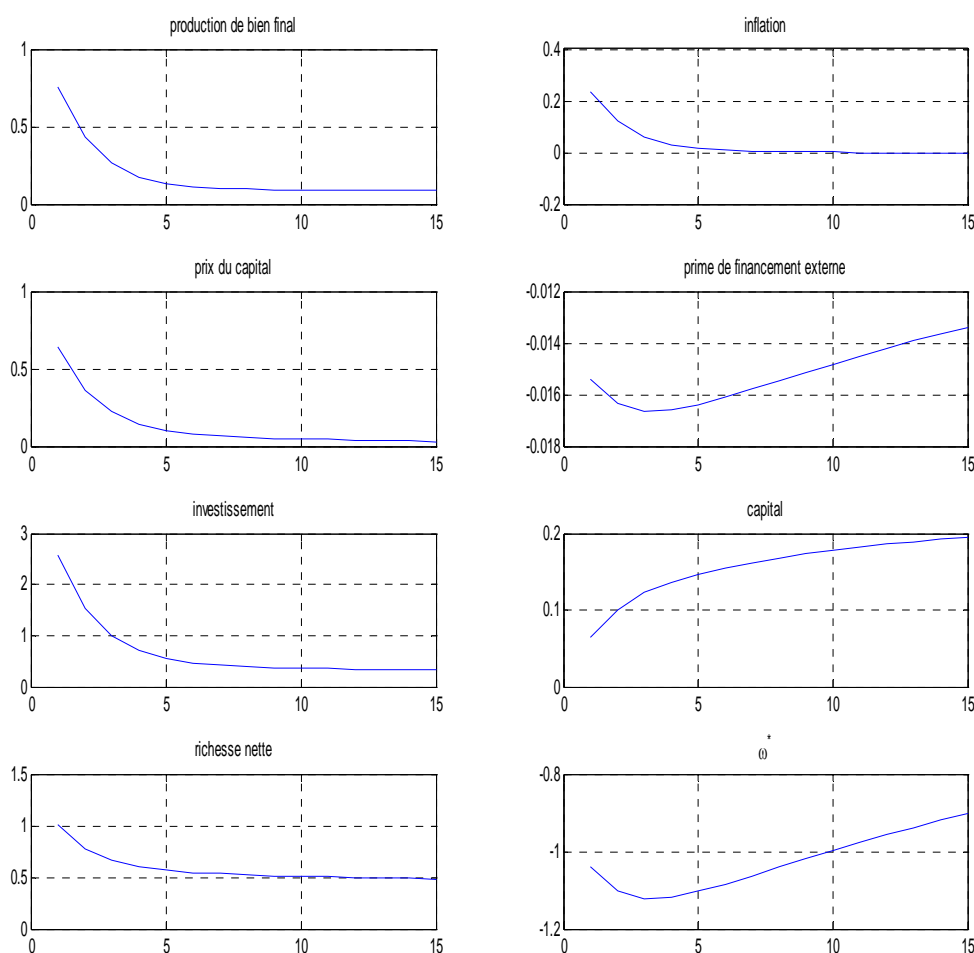 production de bien final
1
0.5
0
0 5 10 15
inflation
0.4
0.2
0
-0.2
0 5 10 15
prix du capital
1
0.5
0
0 5 10 15
prime de financement externe
-0.012
-0.014
-0.016
-0.018
0 5 10 15
investissement
3
2
1
0
0 5 10 15
capital
0.2
0.1
0
0 5 10 15
richesse nette
1.5
1
0.5
0
0 5 10 15
ω*
-0.8
-1
-1.2
0 5 10 15